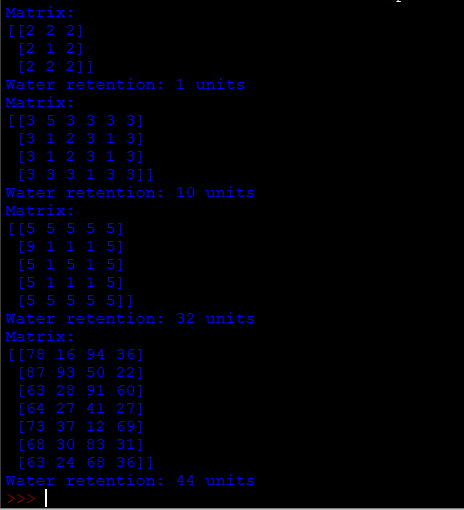 Matrix:
[[2 2 2]
 [2 1 2]
 [2 2 2]]
Water retention: 1 units
Matrix:
[[3 5 3 3 3 3]
 [3 1 2 3 1 3]
 [3 1 2 3 1 3]
 [3 3 3 1 3 3]]
Water retention: 10 units
Matrix:
[[5 5 5 5 5]
 [9 1 1 1 5]
 [5 1 5 1 5]
 [5 1 1 1 5]
 [5 5 5 5 5]]
Water retention: 32 units
Matrix:
[[78 16 94 36]
 [87 93 50 22]
 [63 28 91 60]
 [64 27 41 27]
 [73 37 12 69]
 [68 30 83 31]
 [63 24 68 36]]
Water retention: 44 units
>>>